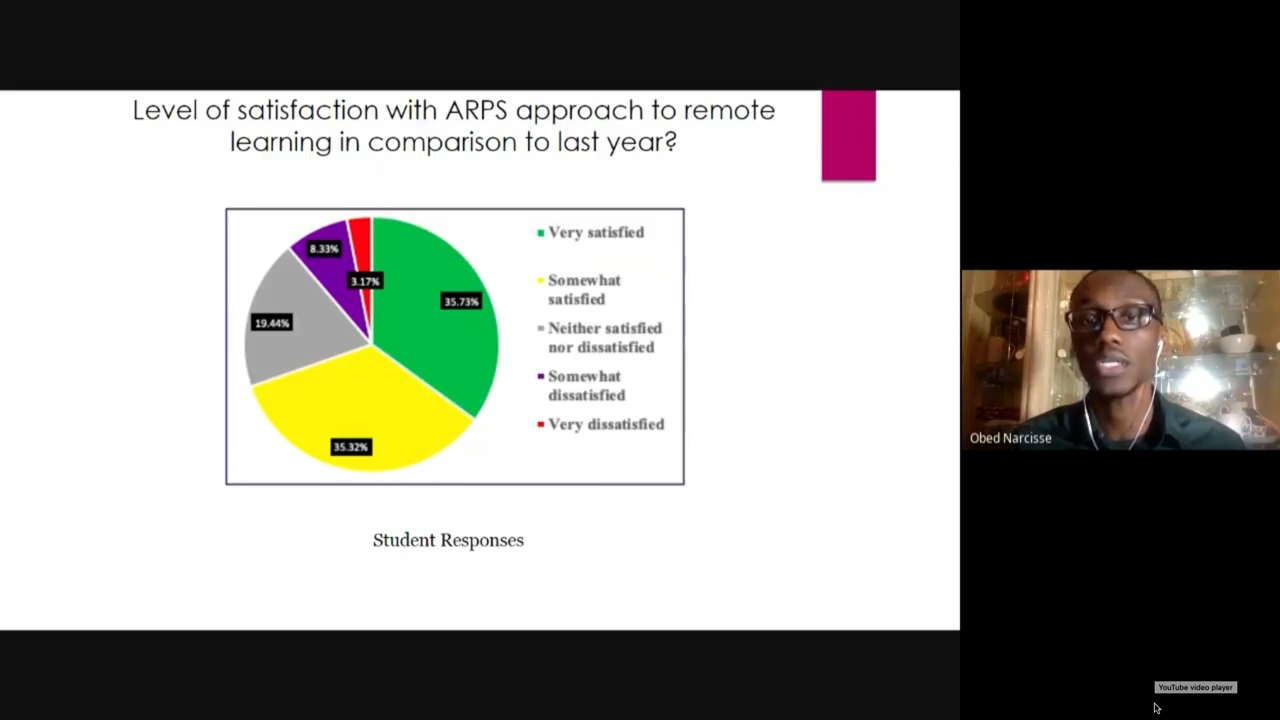 Level of satisfaction with ARPS approach to remote
learning in comparison to last year?
8.33%
3.17%
35.73%
19.44%
35.32%
Very satisfied
Somewhat
satisfied
Neither satisfied
nor dissatisfied
Somewhat
dissatisfied
Very dissatisfied
Student Responses
Obed Narcisse
YouTube video player